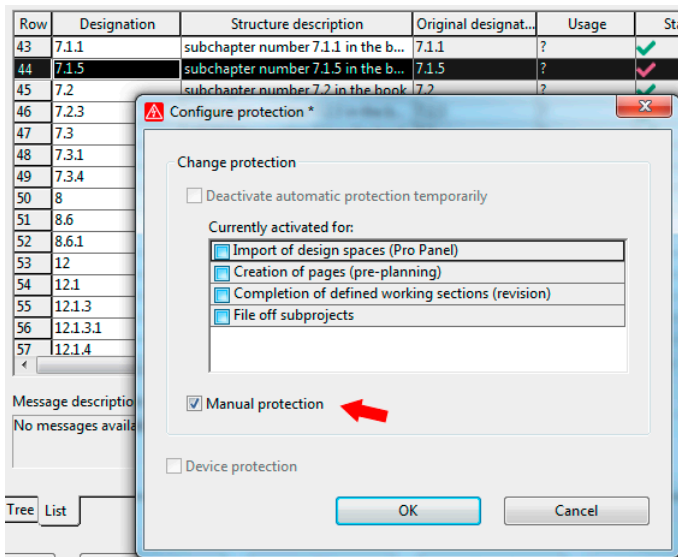 Row Designation Structure description Original designat... Usage Sta
43 7.1.1 subchapter number 7.1.1 in the b... 7.1.1 ?
44 7.1.5 subchapter number 7.1.5 in the b... 7.1.5 ?
45 7.2 subchapter number 7.2 in the book 7.2 ?
46 7.2.3
47 7.3
48 7.3.1
49 7.3.4
50 8
51 8.6
52 8.6.1
53 12
54 12.1
55 12.1.3
56 12.1.3.1
57 12.1.4
Message descriptio
No messages availa
Tree List
Configure protection *
Change protection
Deactivate automatic protection temporarily
Currently activated for:
Import of design spaces (Pro Panel)
Creation of pages (pre-planning)
Completion of defined working sections (revision)
File off subprojects
Manual protection
Device protection
OK Cancel